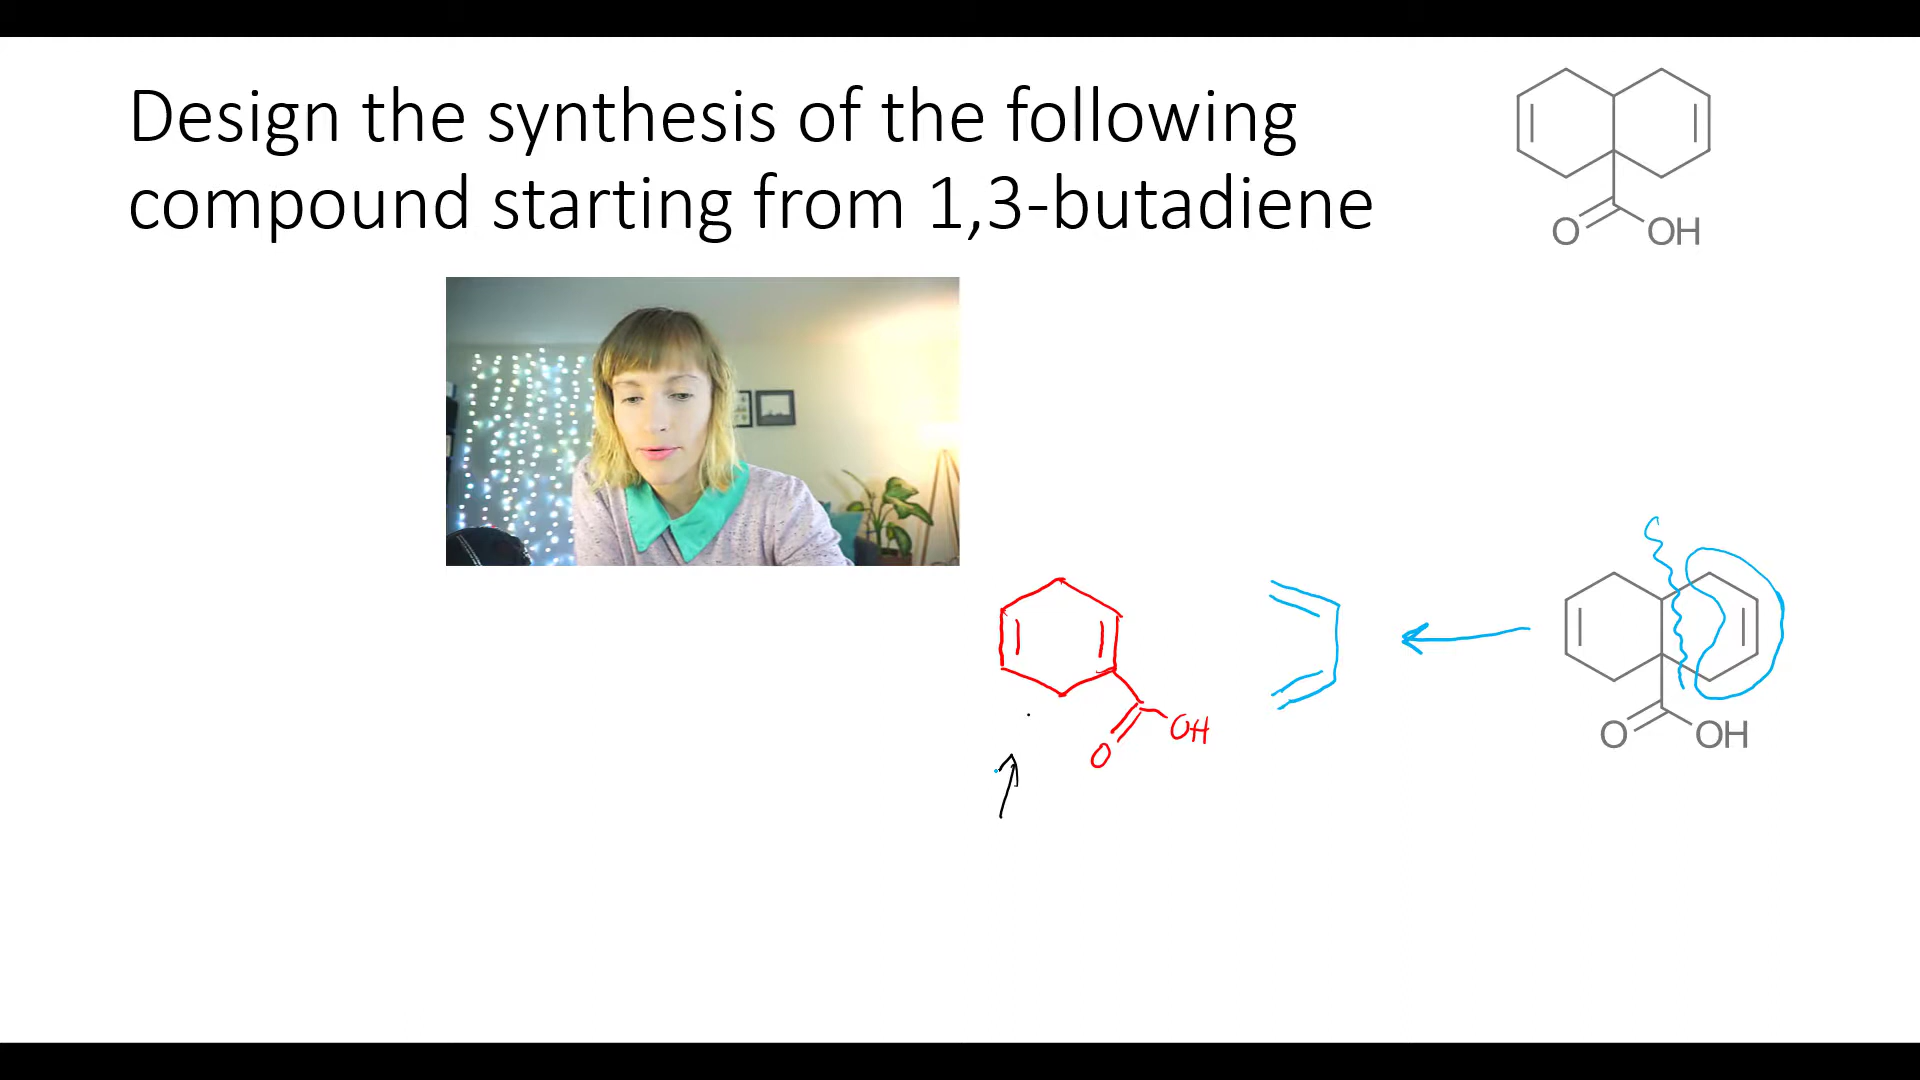 Design the synthesis of the following
compound starting from 1,3-butadiene
O OH
O OH
O OH